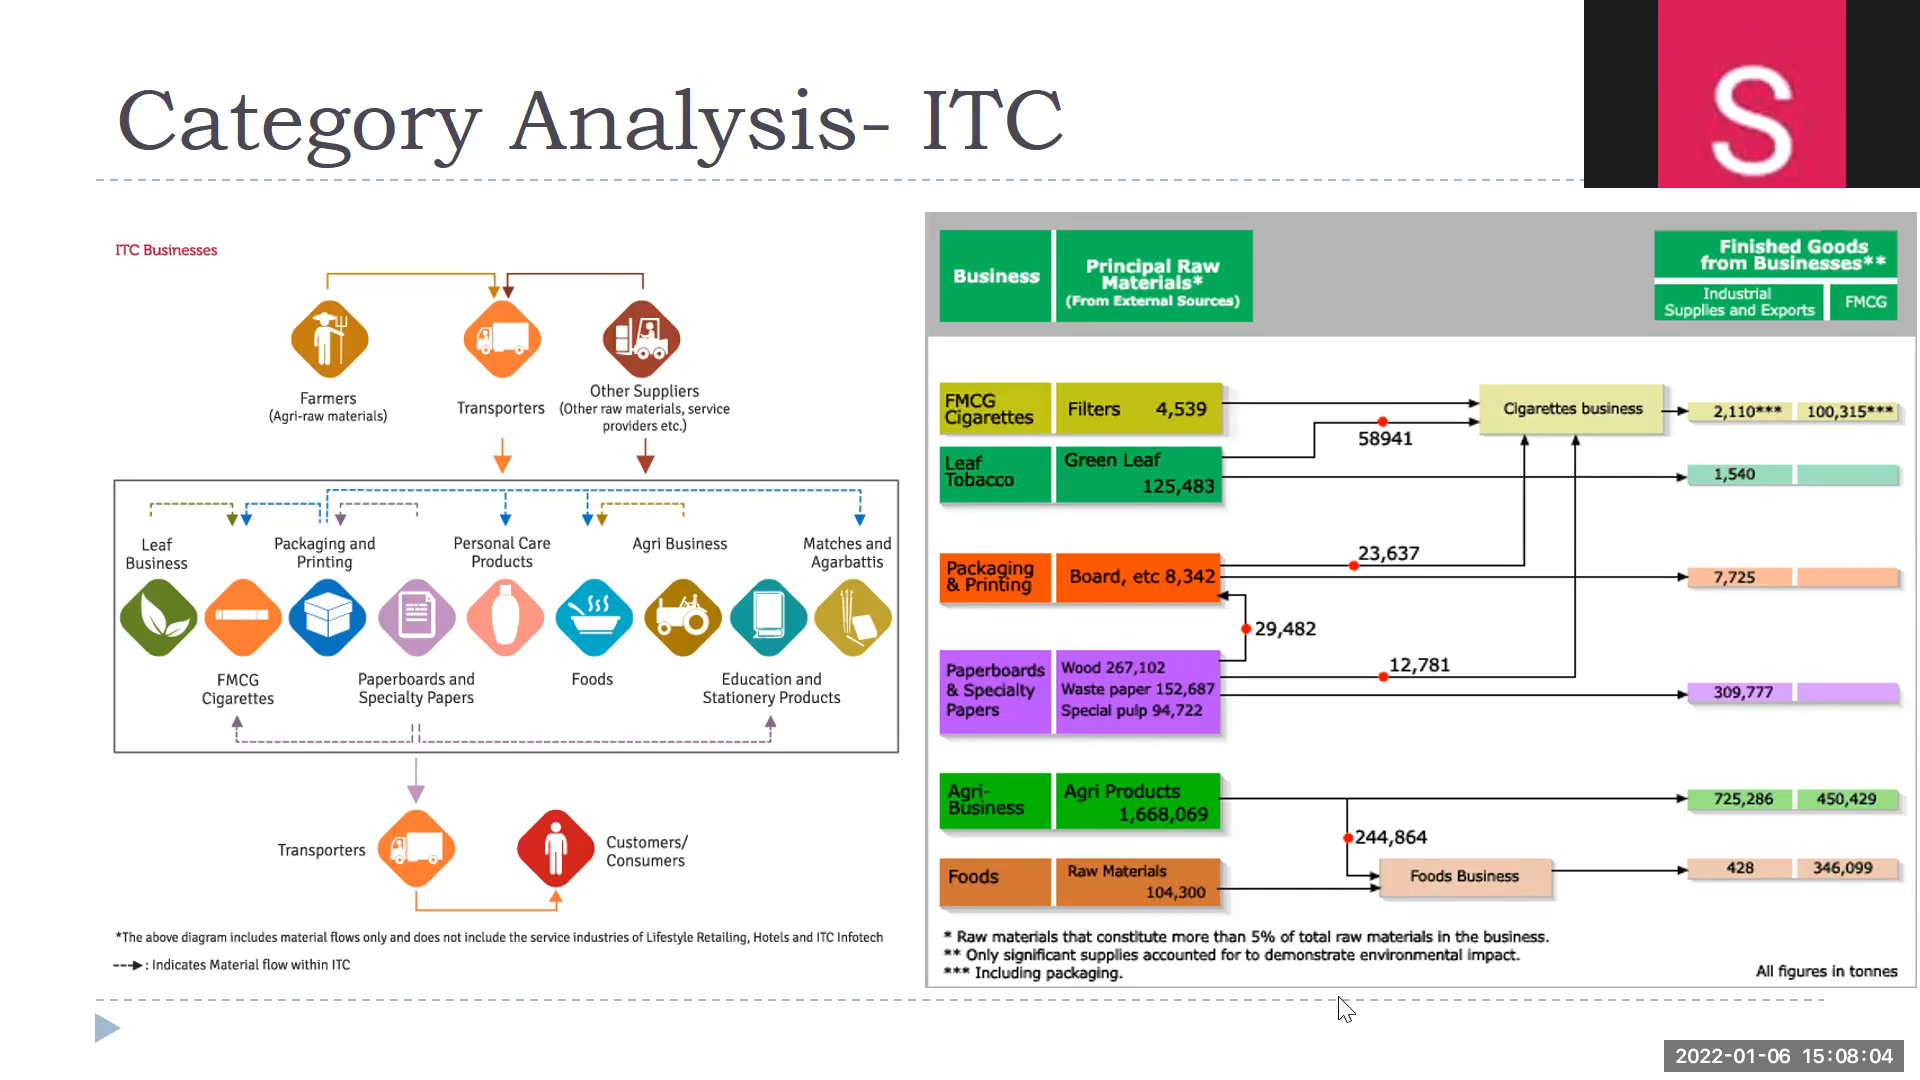 Category Analysis- ITC
S
ITC Businesses
Farmers
(Agri-raw materials)
Transporters
Other Suppliers
(Other raw materials, service
providers etc.)
Leaf
Business
Packaging and
Printing
Personal Care
Products
Agri Business
Matches and
Agarbattis
FMCG
Cigarettes
Paperboards and
Specialty Papers
Foods
Education and
Stationery Products
Transporters
Customers/
Consumers
*The above diagram includes material flows only and does not include the service industries of Lifestyle Retailing, Hotels and ITC Infotech
: Indicates Material flow within ITC
Business
Principal Raw
Materials*
(From External Sources)
Finished Goods
from Businesses**
Industrial
Supplies and Exports
FMCG
FMCG
Cigarettes
Filters 4,539
Cigarettes business
2,110*** 100,315***
58941
Leaf
Tobacco
Green Leaf
125,483
1,540
Packaging
& Printing
Board, etc 8,342
23,637
7,725
29,482
Paperboards
& Specialty
Papers
Wood 267,102
Waste paper 152,687
Special pulp 94,722
12,781
309,777
Agri-
Business
Agri Products
1,668,069
725,286 450,429
244,864
Foods
Raw Materials
104,300
Foods Business
428 346,099
* Raw materials that constitute more than 5% of total raw materials in the business.
** Only significant supplies accounted for to demonstrate environmental impact.
*** Including packaging.
All figures in tonnes
2022-01-06 15:08:04